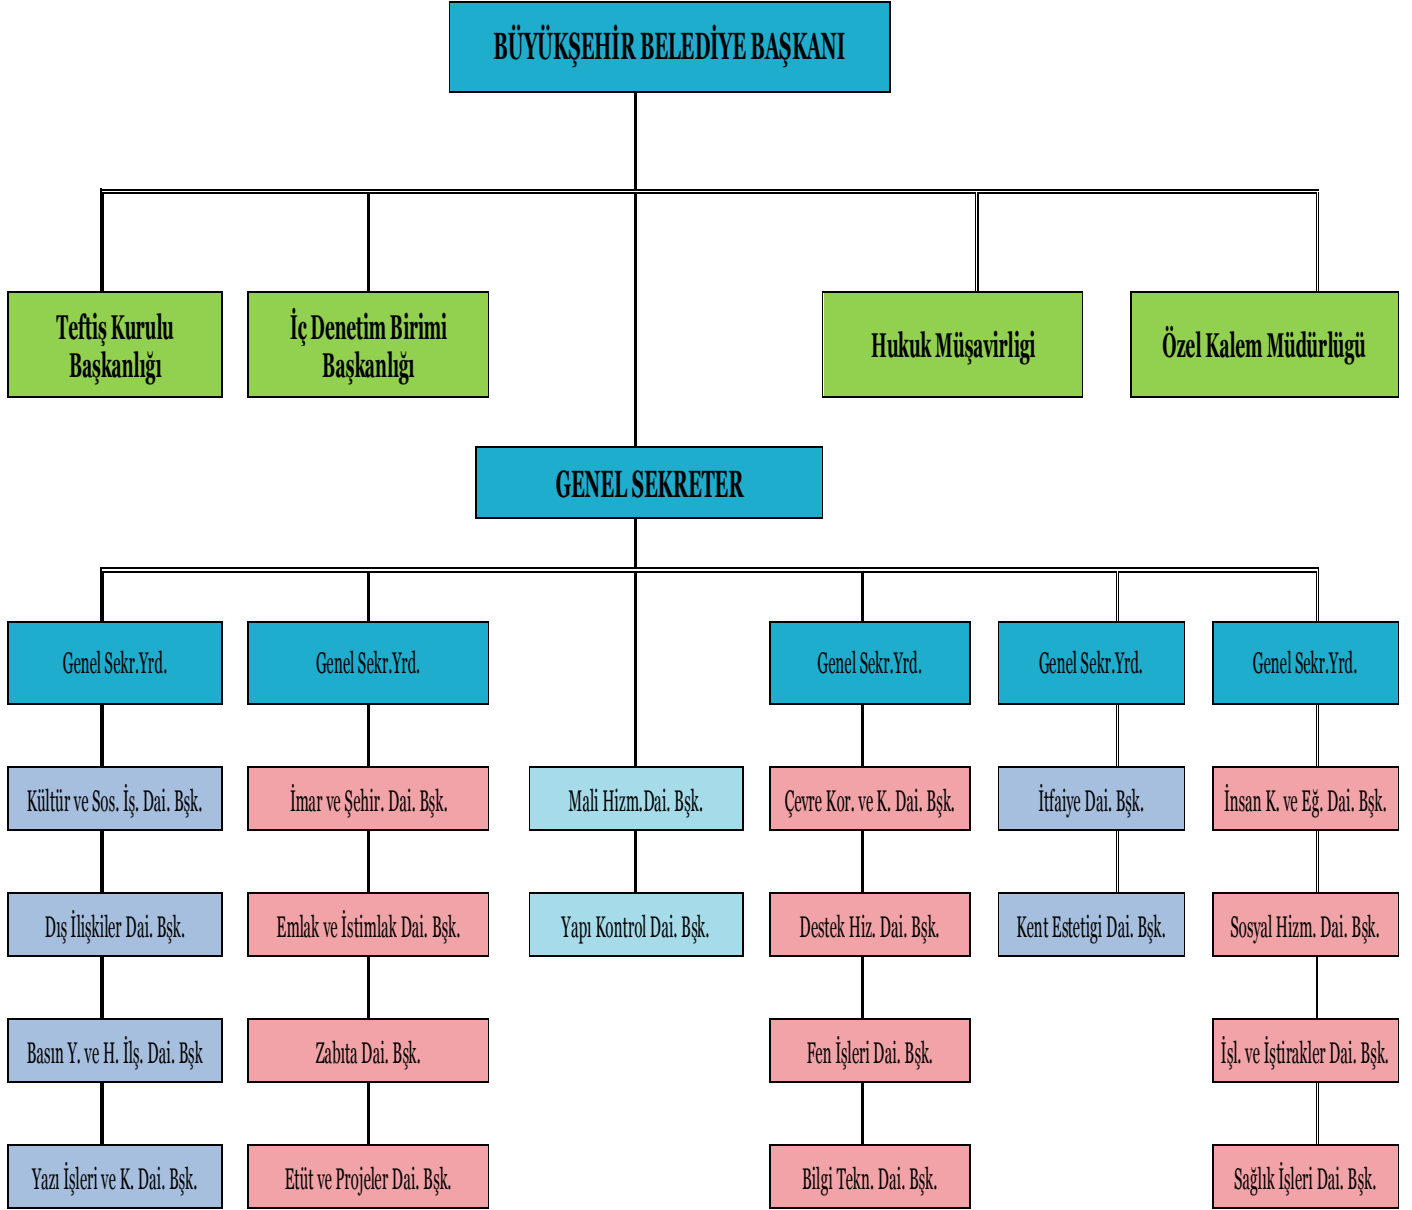 BÜYÜKŞEHİR BELEDİYE BAŞKANI
Teftiş Kurulu
Başkanlığı
İç Denetim Birimi
Başkanlığı
Hukuk Müşavirligi
Özel Kalem Müdürlügü
GENEL SEKRETER
Genel Sekr.Yrd.
Genel Sekr.Yrd.
Genel Sekr.Yrd.
Genel Sekr.Yrd.
Genel Sekr.Yrd.
Kültür ve Sos. İş. Dai. Bşk.
İmar ve Şehir. Dai. Bşk.
Mali Hizm.Dai. Bşk.
Çevre Kor. ve K. Dai. Bşk.
İtfaiye Dai. Bşk.
İnsan K. ve Eğ. Dai. Bşk.
Dış İlişkiler Dai. Bşk.
Emlak ve İstimlak Dai. Bşk.
Yapı Kontrol Dai. Bşk.
Destek Hiz. Dai. Bşk.
Kent Estetigi Dai. Bşk.
Sosyal Hizm. Dai. Bşk.
Basın Y. ve H. İlş. Dai. Bşk
Zabıta Dai. Bşk.
Fen İşleri Dai. Bşk.
İşl. ve İştirakler Dai. Bşk.
Yazı İşleri ve K. Dai. Bşk.
Etüt ve Projeler Dai. Bşk.
Bilgi Tekn. Dai. Bşk.
Sağlık İşleri Dai. Bşk.